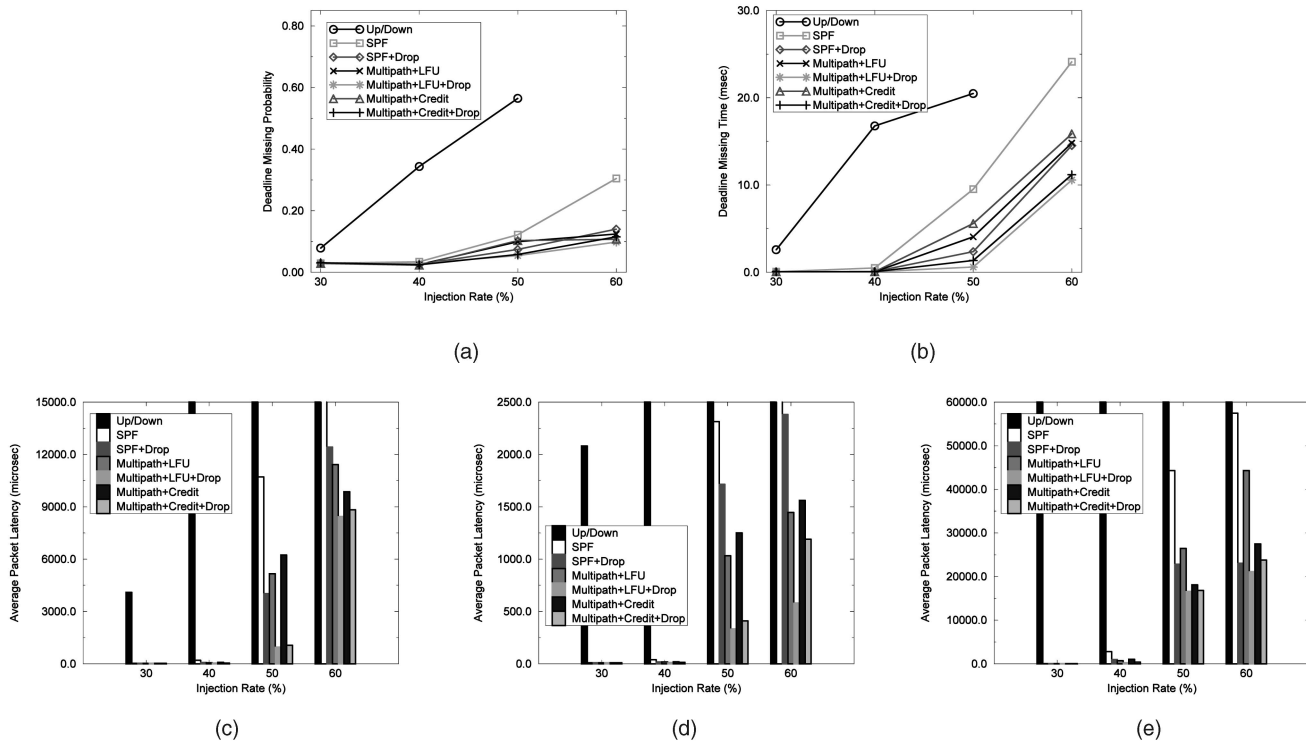 0.80
0.60
0.40
0.20
0.00
Deadline Missing Probability
Up/Down
SPF
SPF+Drop
Multipath+LFU
Multipath+LFU+Drop
Multipath+Credit
Multipath+Credit+Drop
30 40 50 60
Injection Rate (%)
(a)
30.0
20.0
10.0
0.0
Deadline Missing Time (msec)
Up/Down
SPF
SPF+Drop
Multipath+LFU
Multipath+LFU+Drop
Multipath+Credit
Multipath+Credit+Drop
30 40 50 60
Injection Rate (%)
(b)
15000.0
12000.0
9000.0
6000.0
3000.0
0.0
Average Packet Latency (microsec)
Up/Down
SPF
SPF+Drop
Multipath+LFU
Multipath+LFU+Drop
Multipath+Credit
Multipath+Credit+Drop
30 40 50 60
Injection Rate (%)
(c)
2500.0
2000.0
1500.0
1000.0
500.0
0.0
Average Packet Latency (microsec)
Up/Down
SPF
SPF+Drop
Multipath+LFU
Multipath+LFU+Drop
Multipath+Credit
Multipath+Credit+Drop
30 40 50 60
Injection Rate (%)
(d)
60000.0
50000.0
40000.0
30000.0
20000.0
10000.0
0.0
Average Packet Latency (microsec)
Up/Down
SPF
SPF+Drop
Multipath+LFU
Multipath+LFU+Drop
Multipath+Credit
Multipath+Credit+Drop
30 40 50 60
Injection Rate (%)
(e)